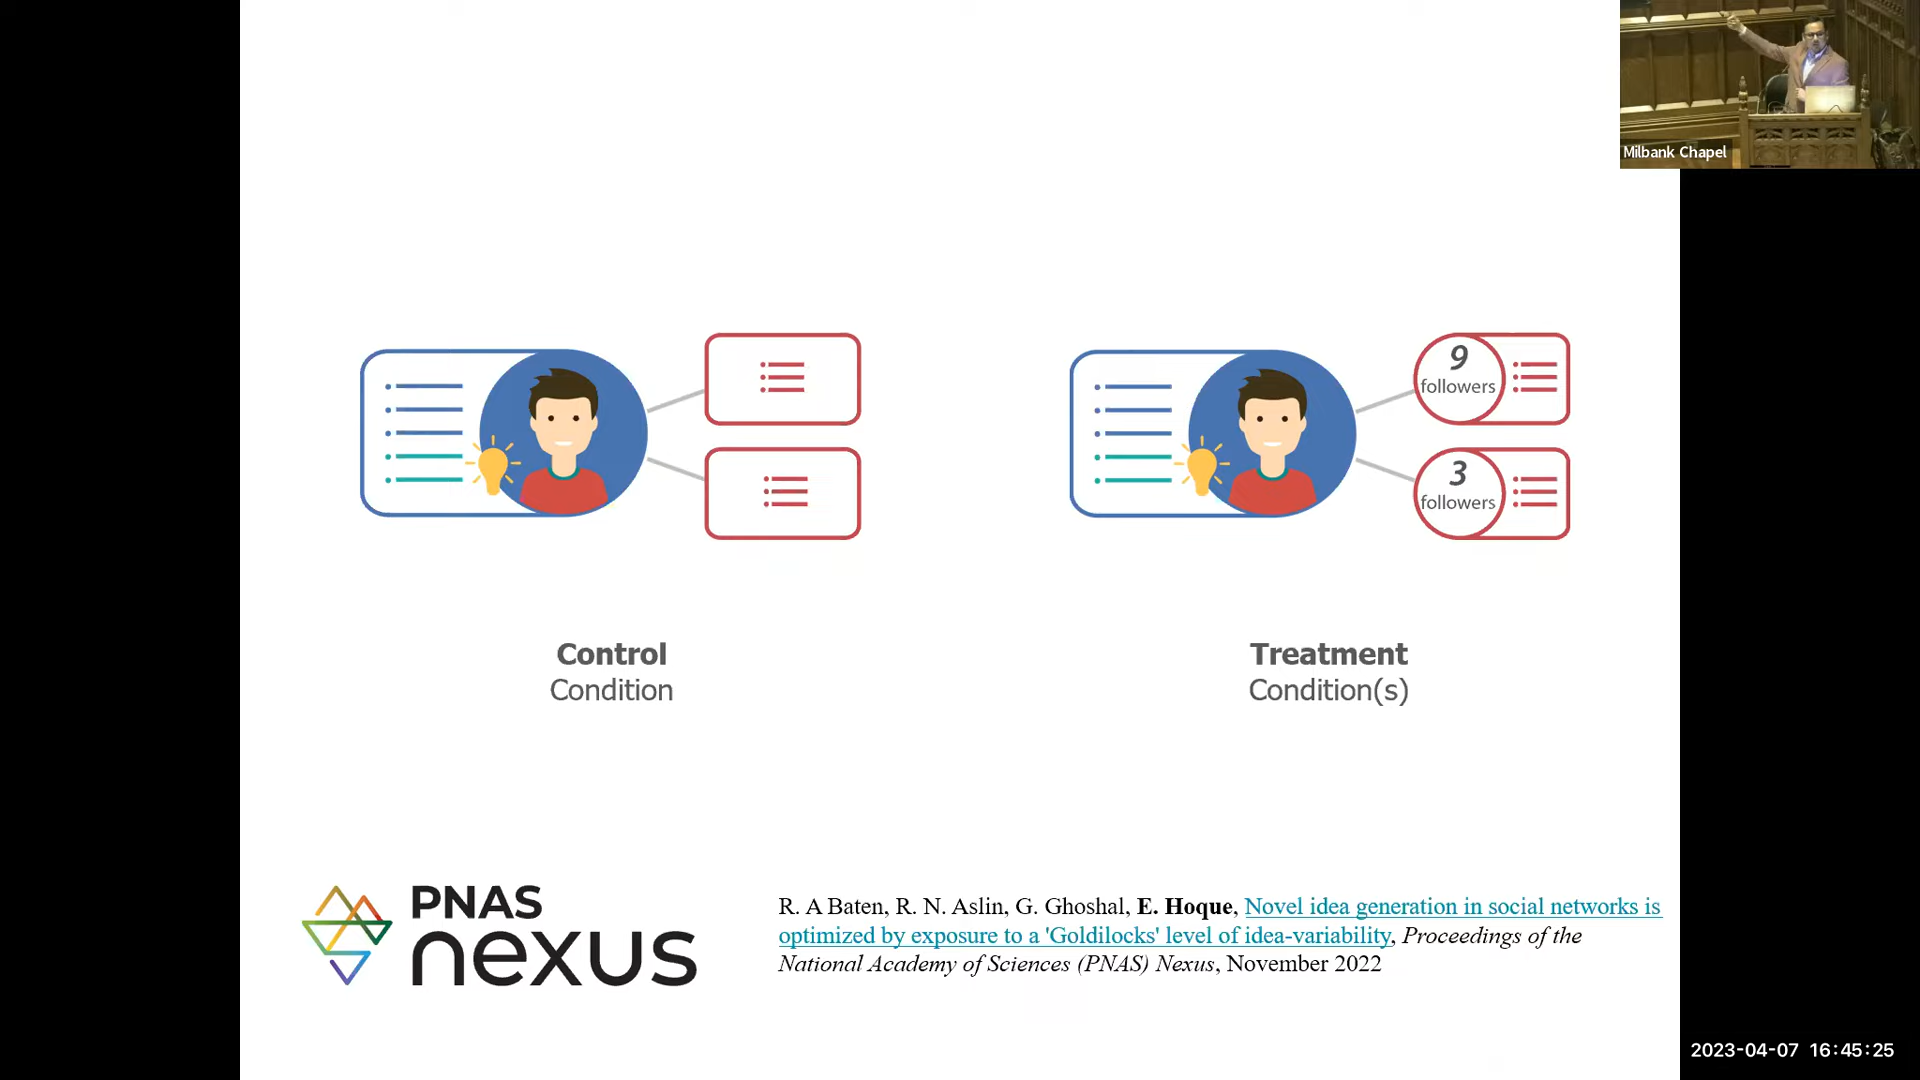 Milbank Chapel
9
followers
3
followers
Control
Condition
Treatment
Condition(s)
PNAS
nexus
R. A Baten, R. N. Aslin, G. Ghoshal, E. Hoque, Novel idea generation in social networks is
optimized by exposure to a 'Goldilocks' level of idea-variability, Proceedings of the
National Academy of Sciences (PNAS) Nexus, November 2022
2023-04-07 16:45:25